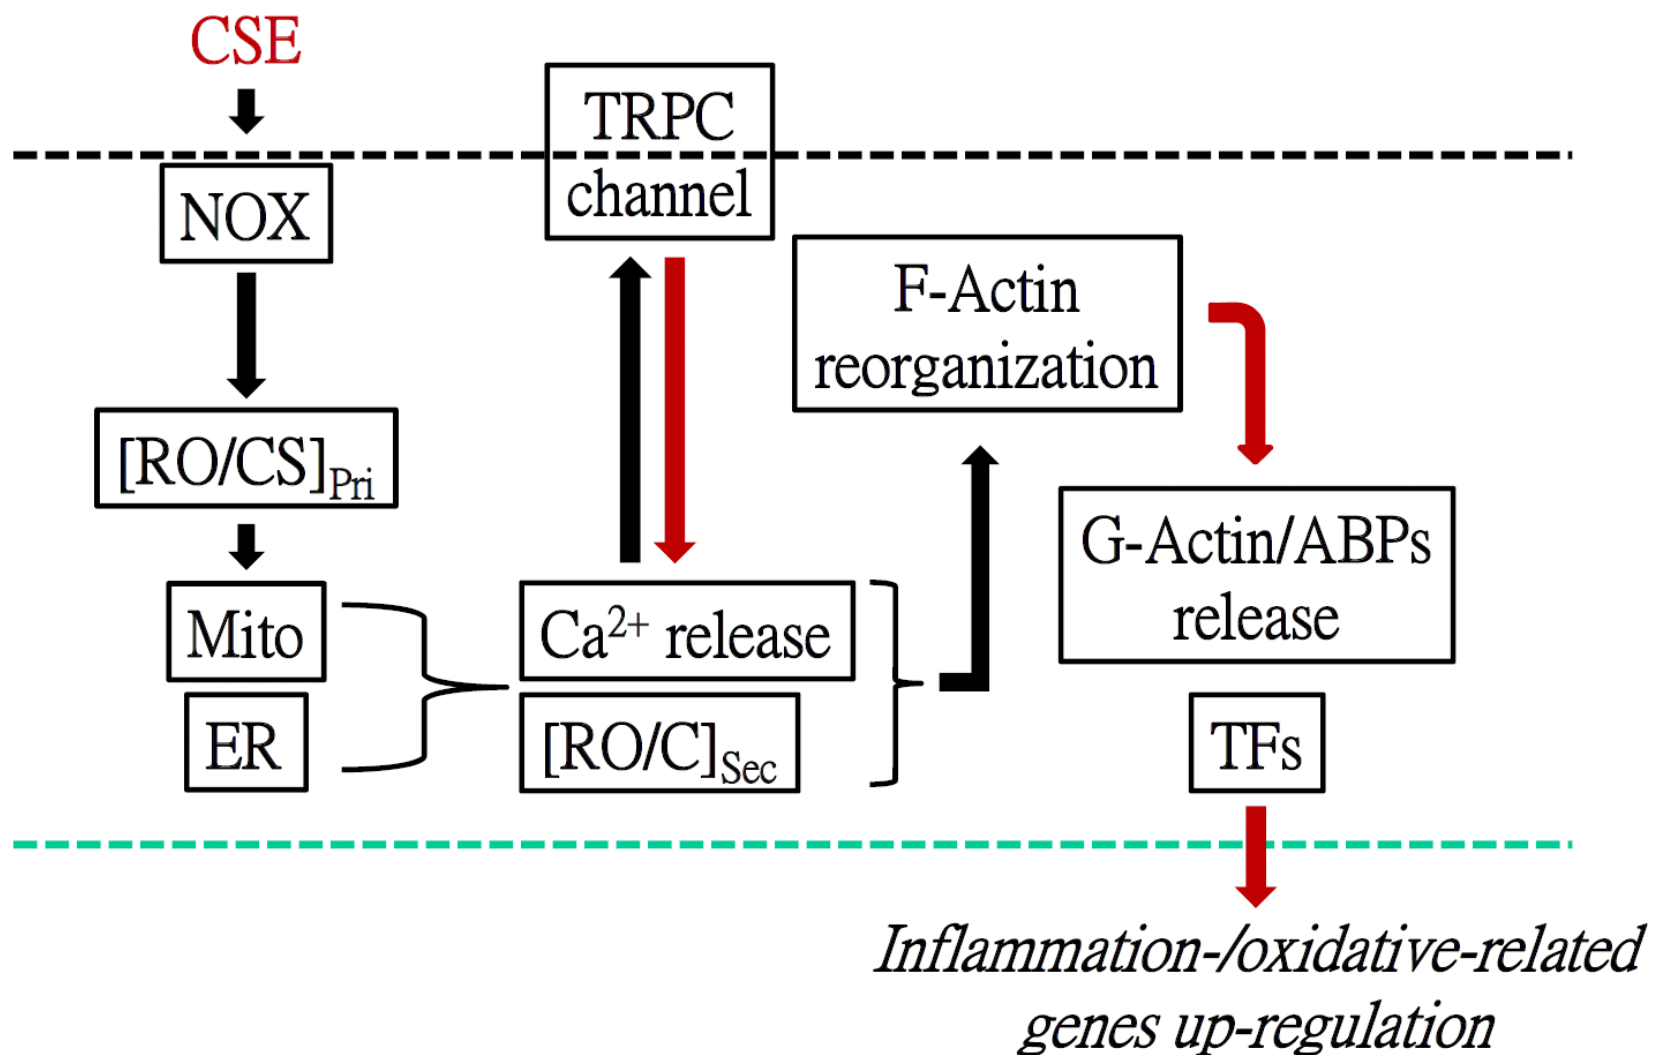 CSE
TRPC
channel
NOX
F-Actin
reorganization
[RO/CS]Pri
G-Actin/ABPs
release
Mito
Ca2+ release
ER
[RO/C]Sec
TFs
Inflammation-/oxidative-related
genes up-regulation